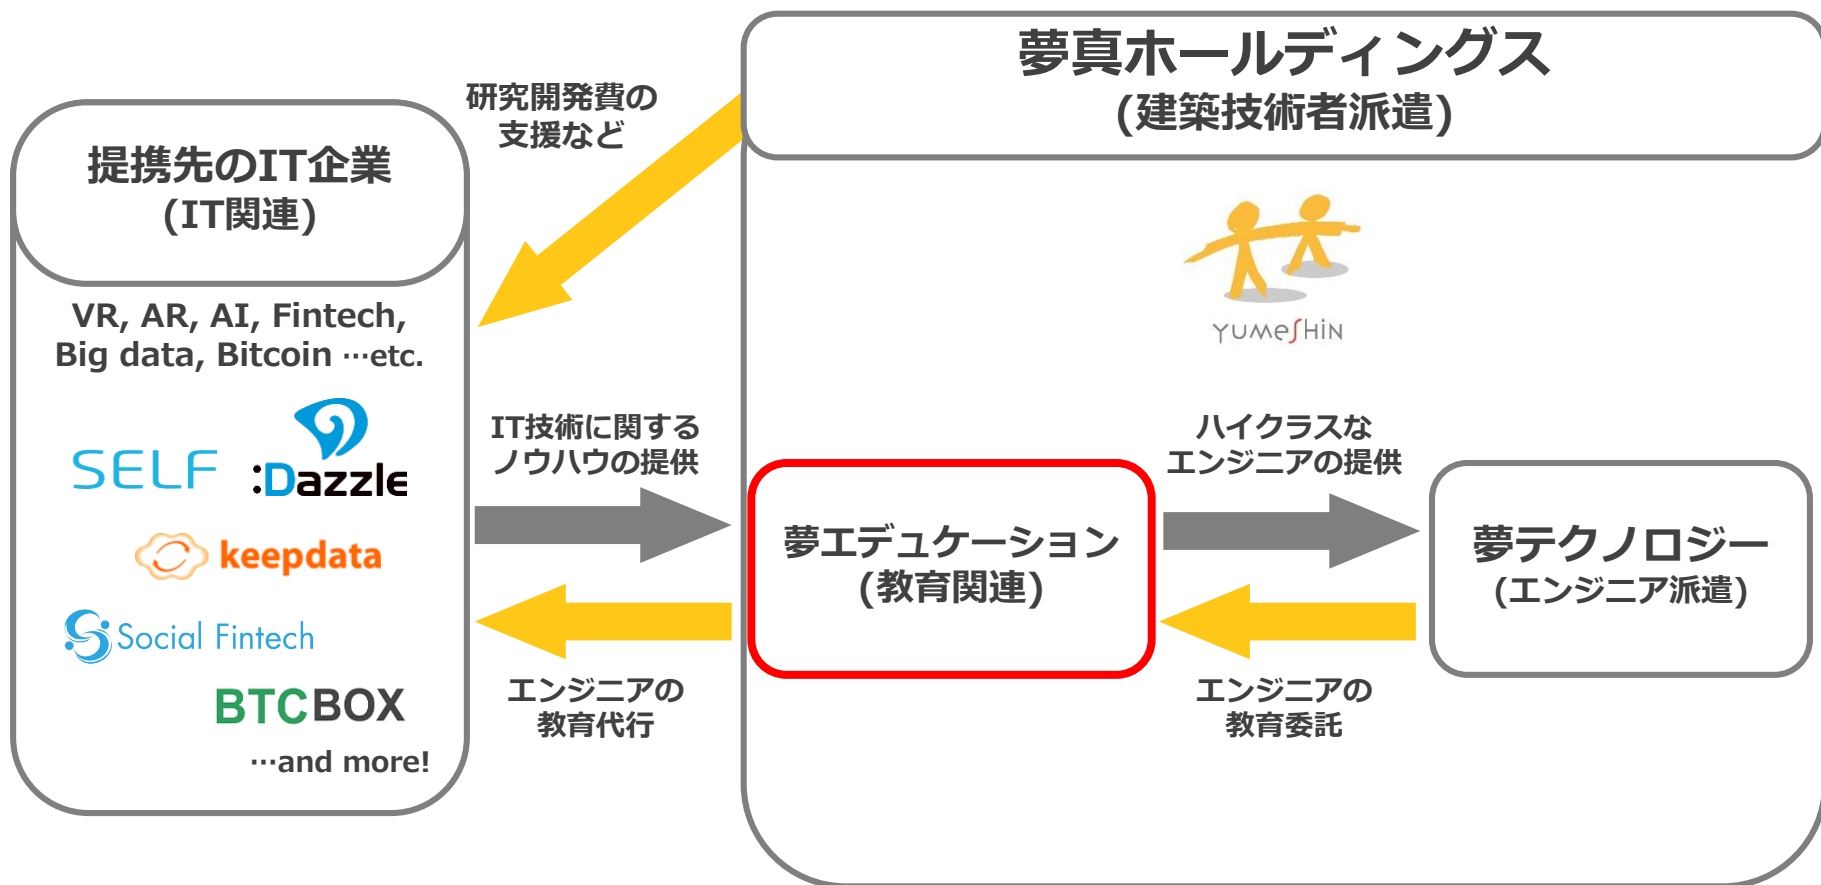 夢真ホールディングス
(建築技術者派遣)
研究開発費の
支援など
提携先のIT企業
(IT関連)
YUMESHIN
VR, AR, AI, Fintech,
Big data, Bitcoin …etc.
SELF
:Dazzle
keepdata
Social Fintech
BTCBOX
…and more!
IT技術に関する
ノウハウの提供
ハイクラスな
エンジニアの提供
夢エデュケーション
(教育関連)
夢テクノロジー
(エンジニア派遣)
エンジニアの
教育代行
エンジニアの
教育委託